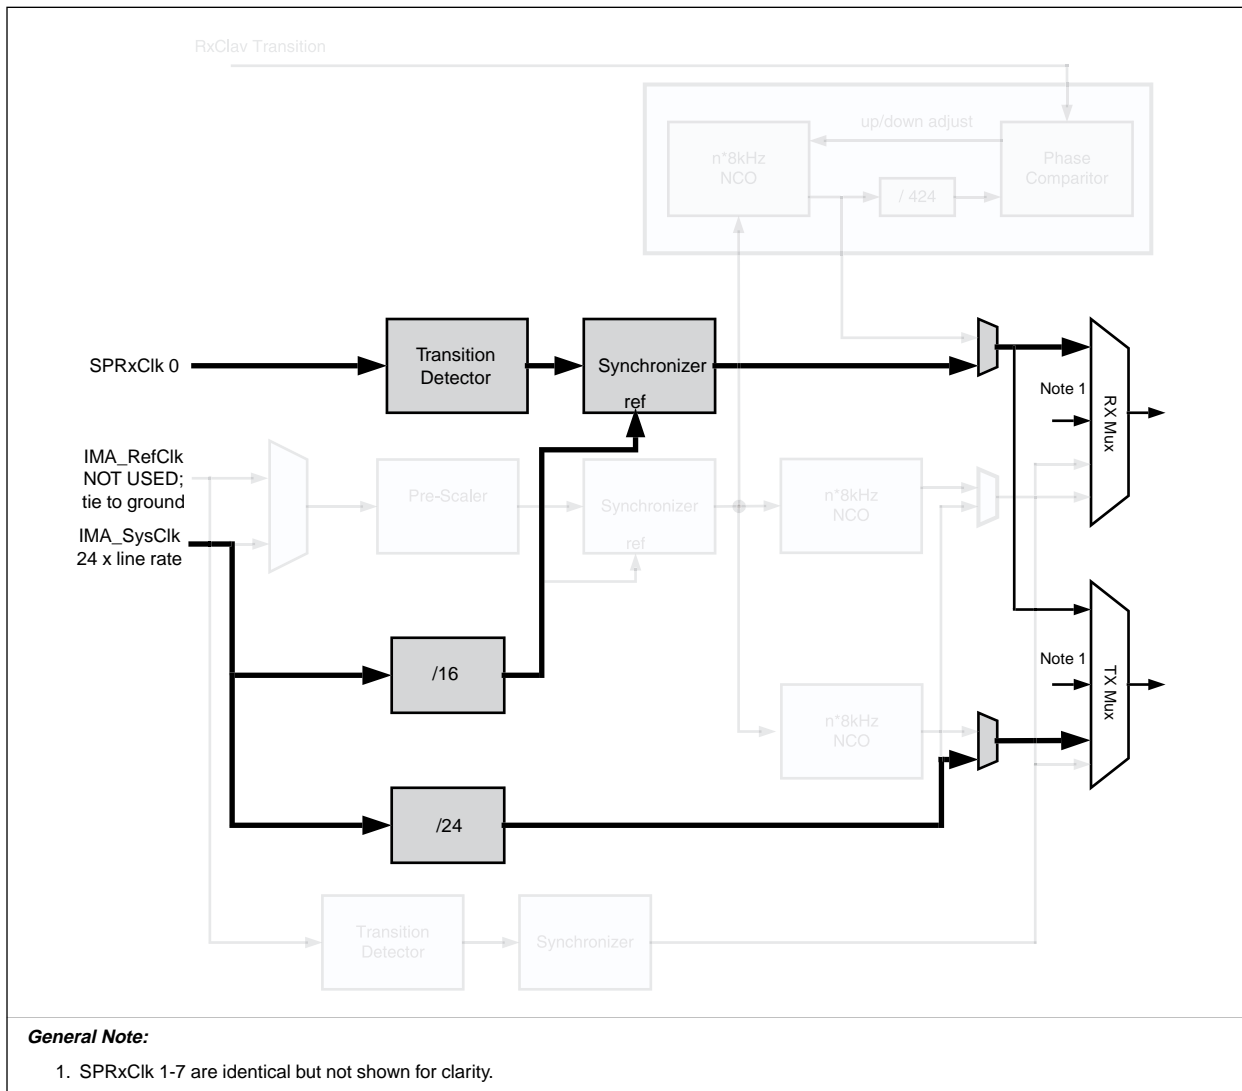 RxClav Transition
up/down adjust
n*8kHz
NCO
/ 424
Phase
Comparitor
SPRxClk 0
Transition
Detector
Synchronizer
ref
Note 1
RX Mux
IMA_RefClk
NOT USED;
tie to ground
IMA_SysClk
24 x line rate
Pre-Scaler
Synchronizer
ref
n*8kHz
NCO
/16
Note 1
TX Mux
n*8kHz
NCO
/24
Transition
Detector
Synchronizer
General Note:
1. SPRxClk 1-7 are identical but not shown for clarity.